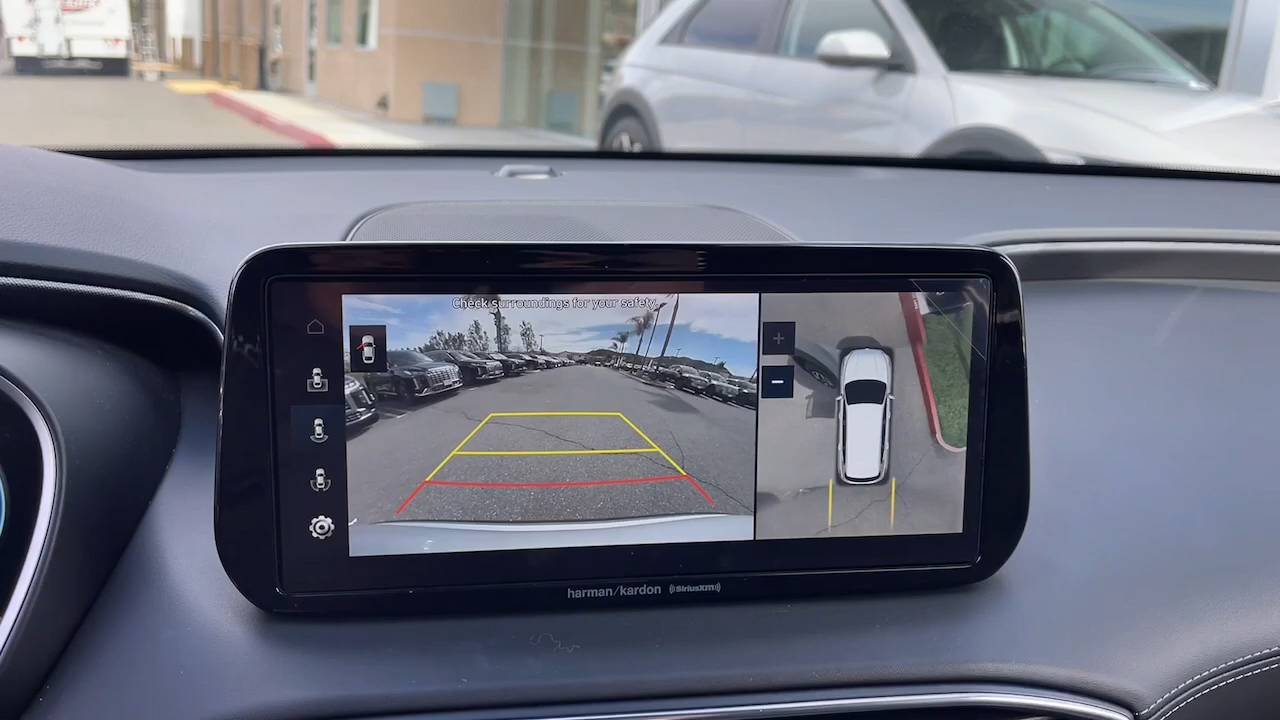 Check surroundings for your safety
+
-
harman/kardon ((SiriusXM))